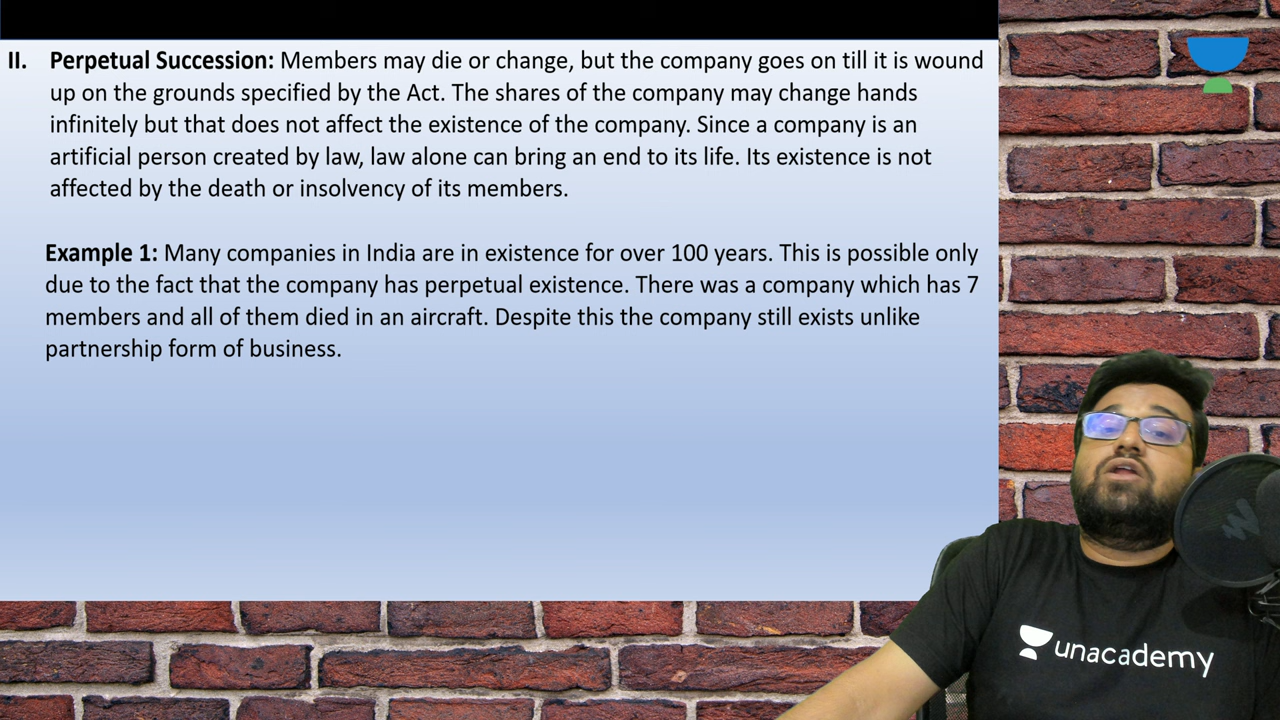 II. Perpetual Succession: Members may die or change, but the company goes on till it is wound
up on the grounds specified by the Act. The shares of the company may change hands
infinitely but that does not affect the existence of the company. Since a company is an
artificial person created by law, law alone can bring an end to its life. Its existence is not
affected by the death or insolvency of its members.
Example 1: Many companies in India are in existence for over 100 years. This is possible only
due to the fact that the company has perpetual existence. There was a company which has 7
members and all of them died in an aircraft. Despite this the company still exists unlike
partnership form of business.
unacademy